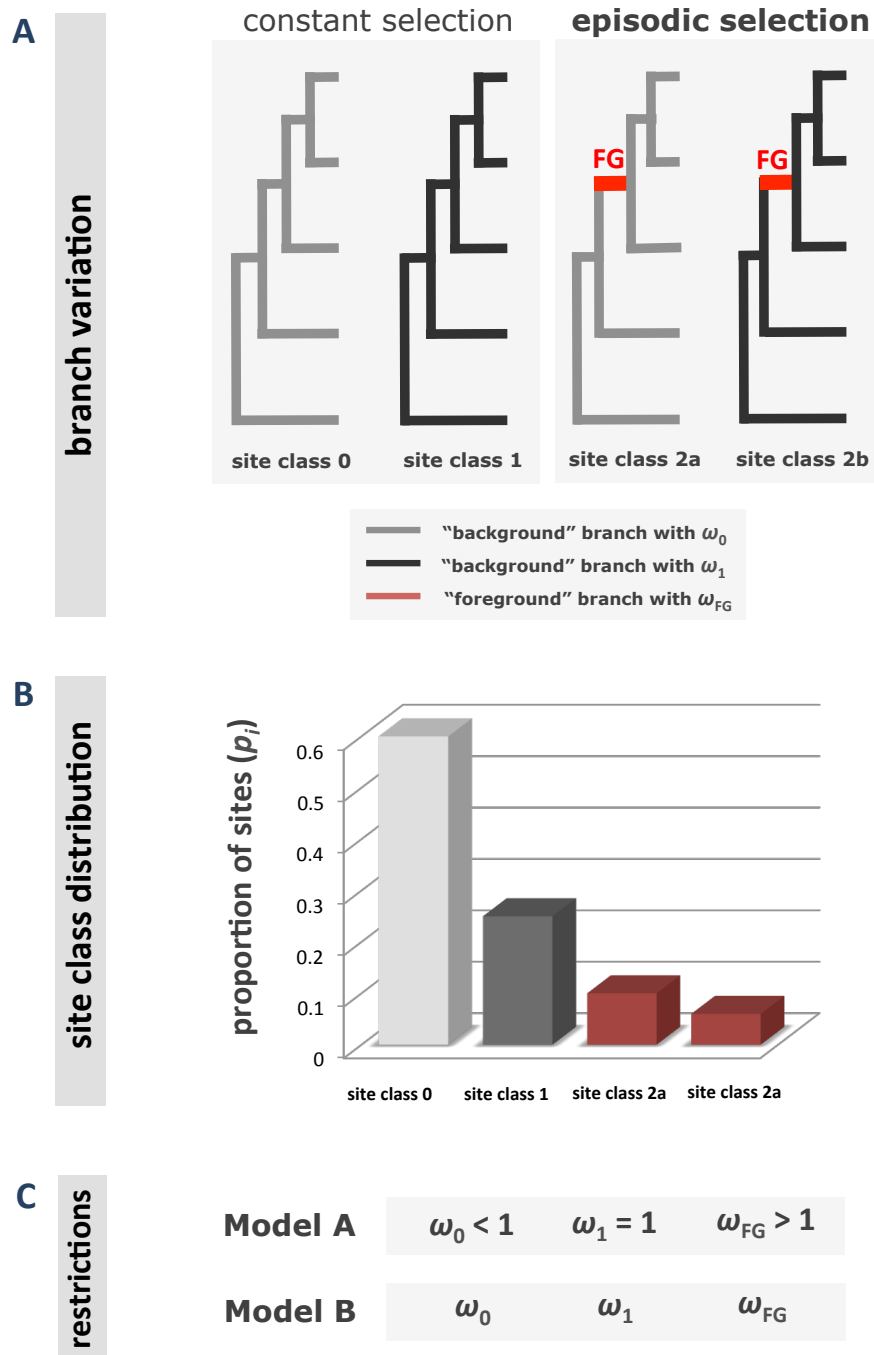 A
branch variation
constant selection
episodic selection
FG
FG
site class 0
site class 1
site class 2a
site class 2b
“background” branch with ω₀
“background” branch with ω₁
“foreground” branch with ωFG
B
site class distribution
proportion of sites (pᵢ)
0.6
0.5
0.4
0.3
0.2
0.1
0
site class 0
site class 1
site class 2a
site class 2a
C
restrictions
Model A
ω₀ < 1
ω₁ = 1
ωFG > 1
Model B
ω₀
ω₁
ωFG